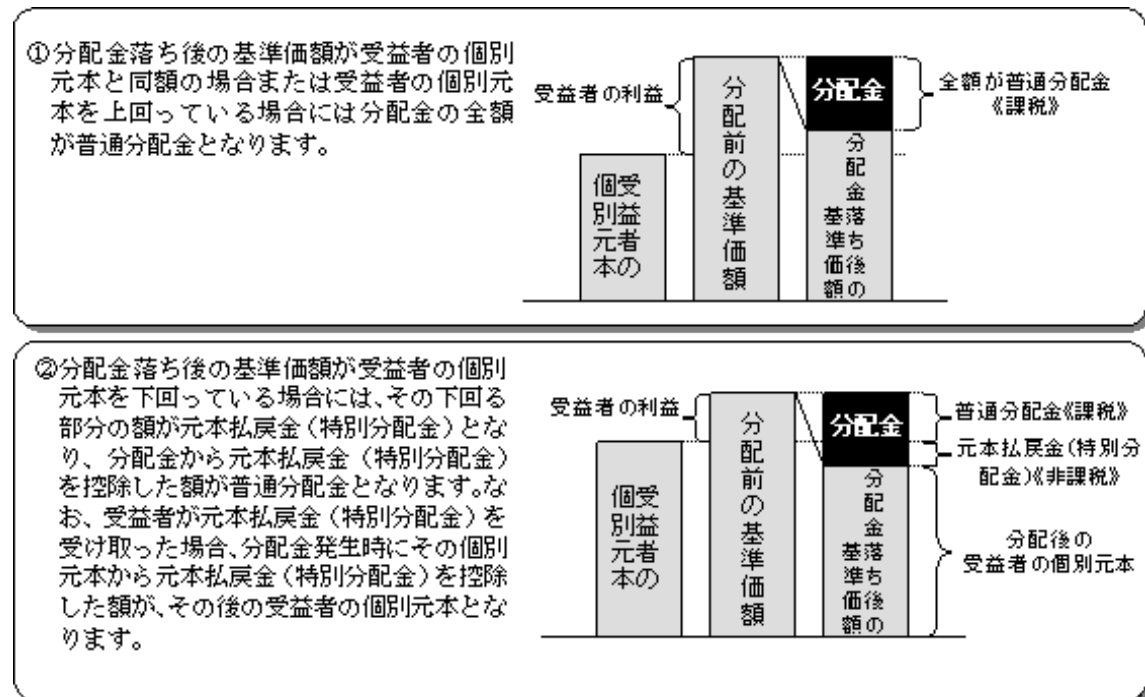 ①分配金落ち後の基準価額が受益者の個別
元本と同額の場合または受益者の個別元
本を上回っている場合には分配金の全額
が普通分配金となります。
受益者の利益
受益者の
個別元本
分配前の基準価額
分配金
分配金落ち後の
基準価額
全額が普通分配金
《課税》
②分配金落ち後の基準価額が受益者の個別
元本を下回っている場合には、その下回る
部分の額が元本払戻金(特別分配金)とな
り、分配金から元本払戻金(特別分配金)
を控除した額が普通分配金となります。な
お、受益者が元本払戻金(特別分配金)を
受け取った場合、分配金発生時にその個別
元本から元本払戻金(特別分配金)を控除
した額が、その後の受益者の個別元本とな
ります。
受益者の利益
受益者の
個別元本
分配前の基準価額
分配金
分配金落ち後の
基準価額
普通分配金《課税》
元本払戻金(特別分
配金)《非課税》
分配後の
受益者の個別元本